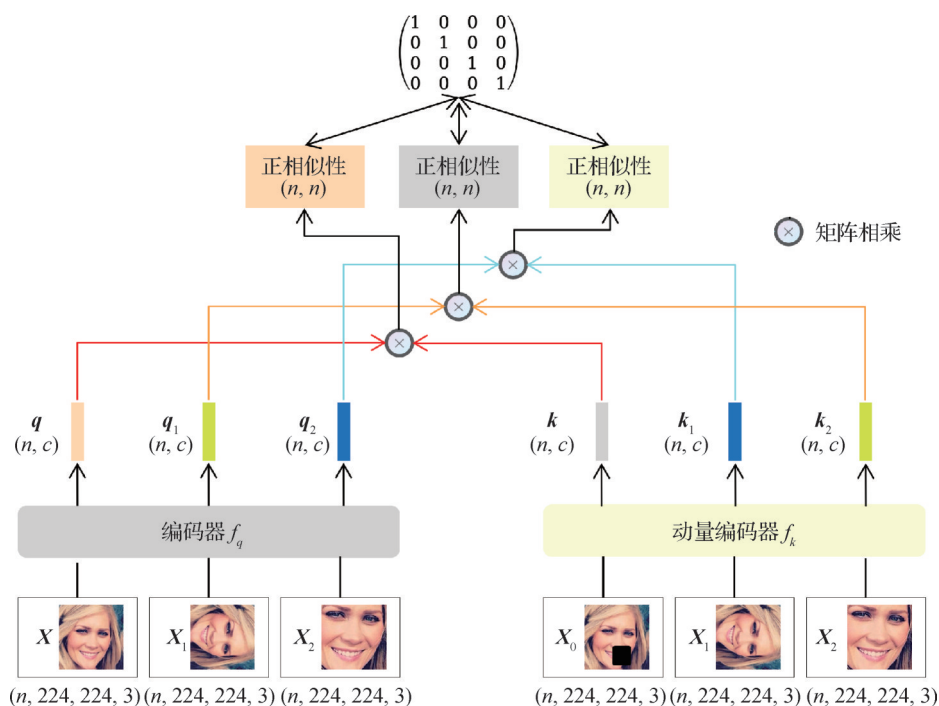 1 0 0 0
0 1 0 0
0 0 1 0
0 0 0 1
正相似性
(n, n)
正相似性
(n, n)
正相似性
(n, n)
× 矩阵相乘
×
×
×
q
(n, c)
q₁
(n, c)
q₂
(n, c)
k
(n, c)
k₁
(n, c)
k₂
(n, c)
编码器 f_q
动量编码器 f_k
X
X₁
X₂
X₀
X₁
X₂
(n, 224, 224, 3)
(n, 224, 224, 3)
(n, 224, 224, 3)
(n, 224, 224, 3)
(n, 224, 224, 3)
(n, 224, 224, 3)